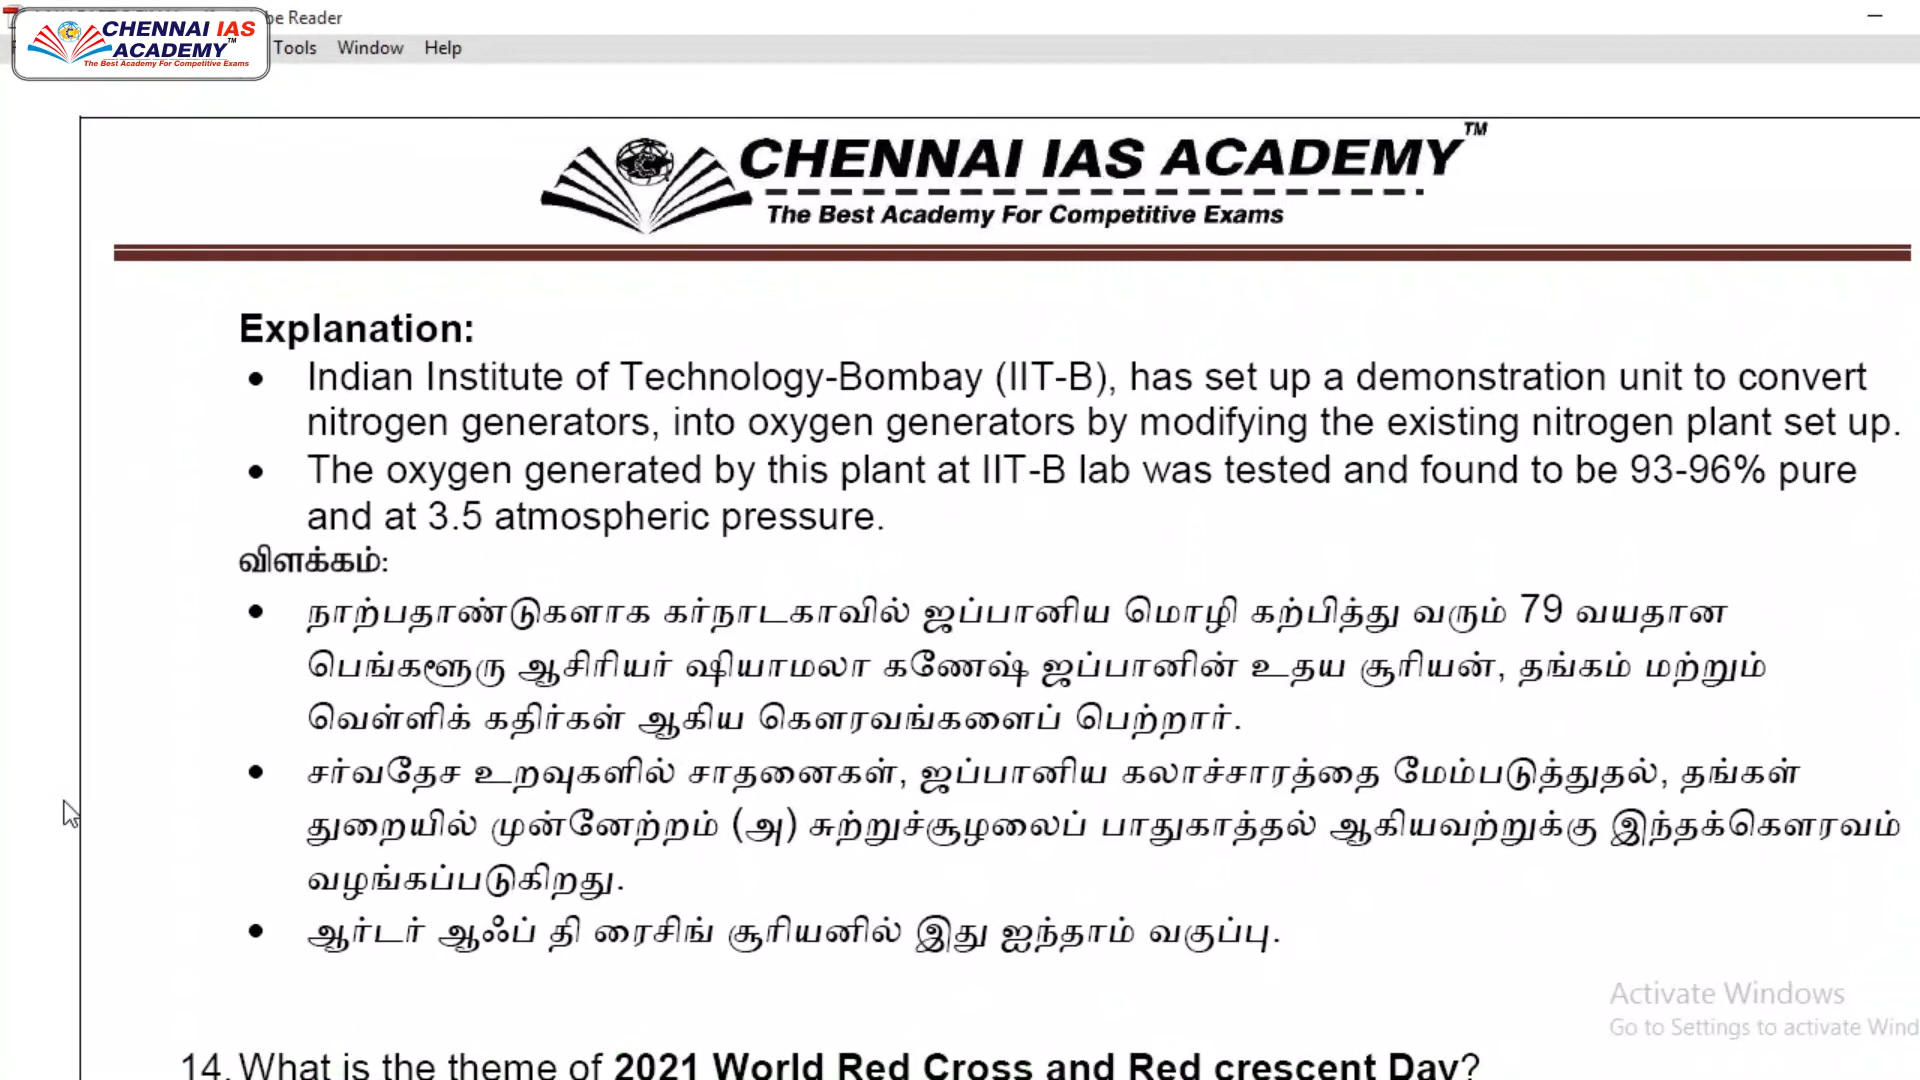 be Reader
CHENNAI IAS
ACADEMY™
The Best Academy For Competitive Exams
Tools Window Help
CHENNAI IAS ACADEMY™
The Best Academy For Competitive Exams
Explanation:
• Indian Institute of Technology-Bombay (IIT-B), has set up a demonstration unit to convert
nitrogen generators, into oxygen generators by modifying the existing nitrogen plant set up.
• The oxygen generated by this plant at IIT-B lab was tested and found to be 93-96% pure
and at 3.5 atmospheric pressure.
விளக்கம்:
• நாற்பதாண்டுகளாக கர்நாடகாவில் ஜப்பானிய மொழி கற்பித்து வரும் 79 வயதான
பெங்களூரு ஆசிரியர் ஷியாமலா கணேஷ் ஜப்பானின் உதய சூரியன், தங்கம் மற்றும்
வெள்ளிக் கதிர்கள் ஆகிய கௌரவங்களைப் பெற்றார்.
• சர்வதேச உறவுகளில் சாதனைகள், ஜப்பானிய கலாச்சாரத்தை மேம்படுத்துதல், தங்கள்
துறையில் முன்னேற்றம் (அ) சுற்றுச்சூழலைப் பாதுகாத்தல் ஆகியவற்றுக்கு இந்தக்கௌரவம்
வழங்கப்படுகிறது.
• ஆர்டர் ஆஃப் தி ரைசிங் சூரியனில் இது ஐந்தாம் வகுப்பு.
Activate Windows
Go to Settings to activate Wind
14. What is the theme of 2021 World Red Cross and Red crescent Day?